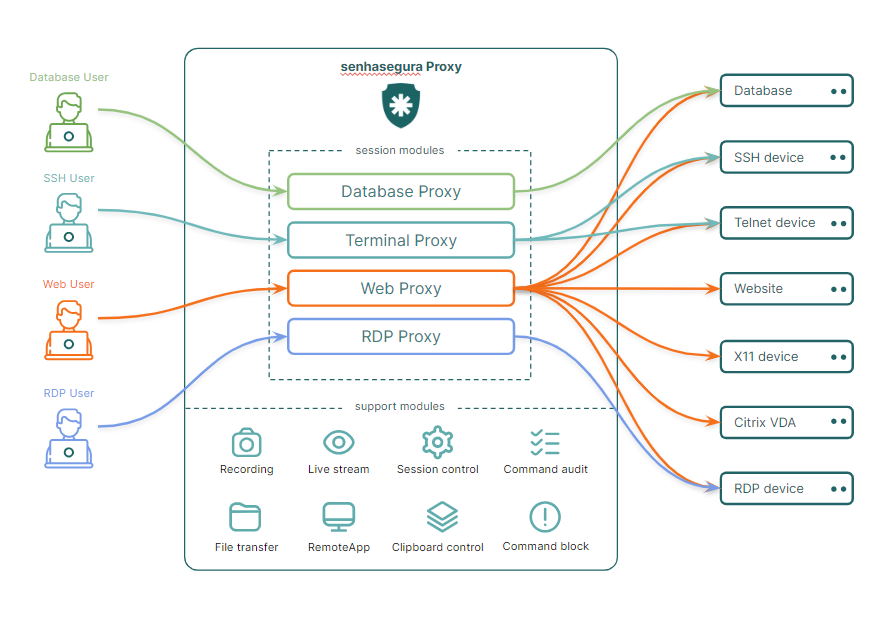 senhasegura Proxy
Database User
SSH User
Web User
RDP User
session modules
Database Proxy
Terminal Proxy
Web Proxy
RDP Proxy
support modules
Recording
Live stream
Session control
Command audit
File transfer
RemoteApp
Clipboard control
Command block
Database
SSH device
Telnet device
Website
X11 device
Citrix VDA
RDP device